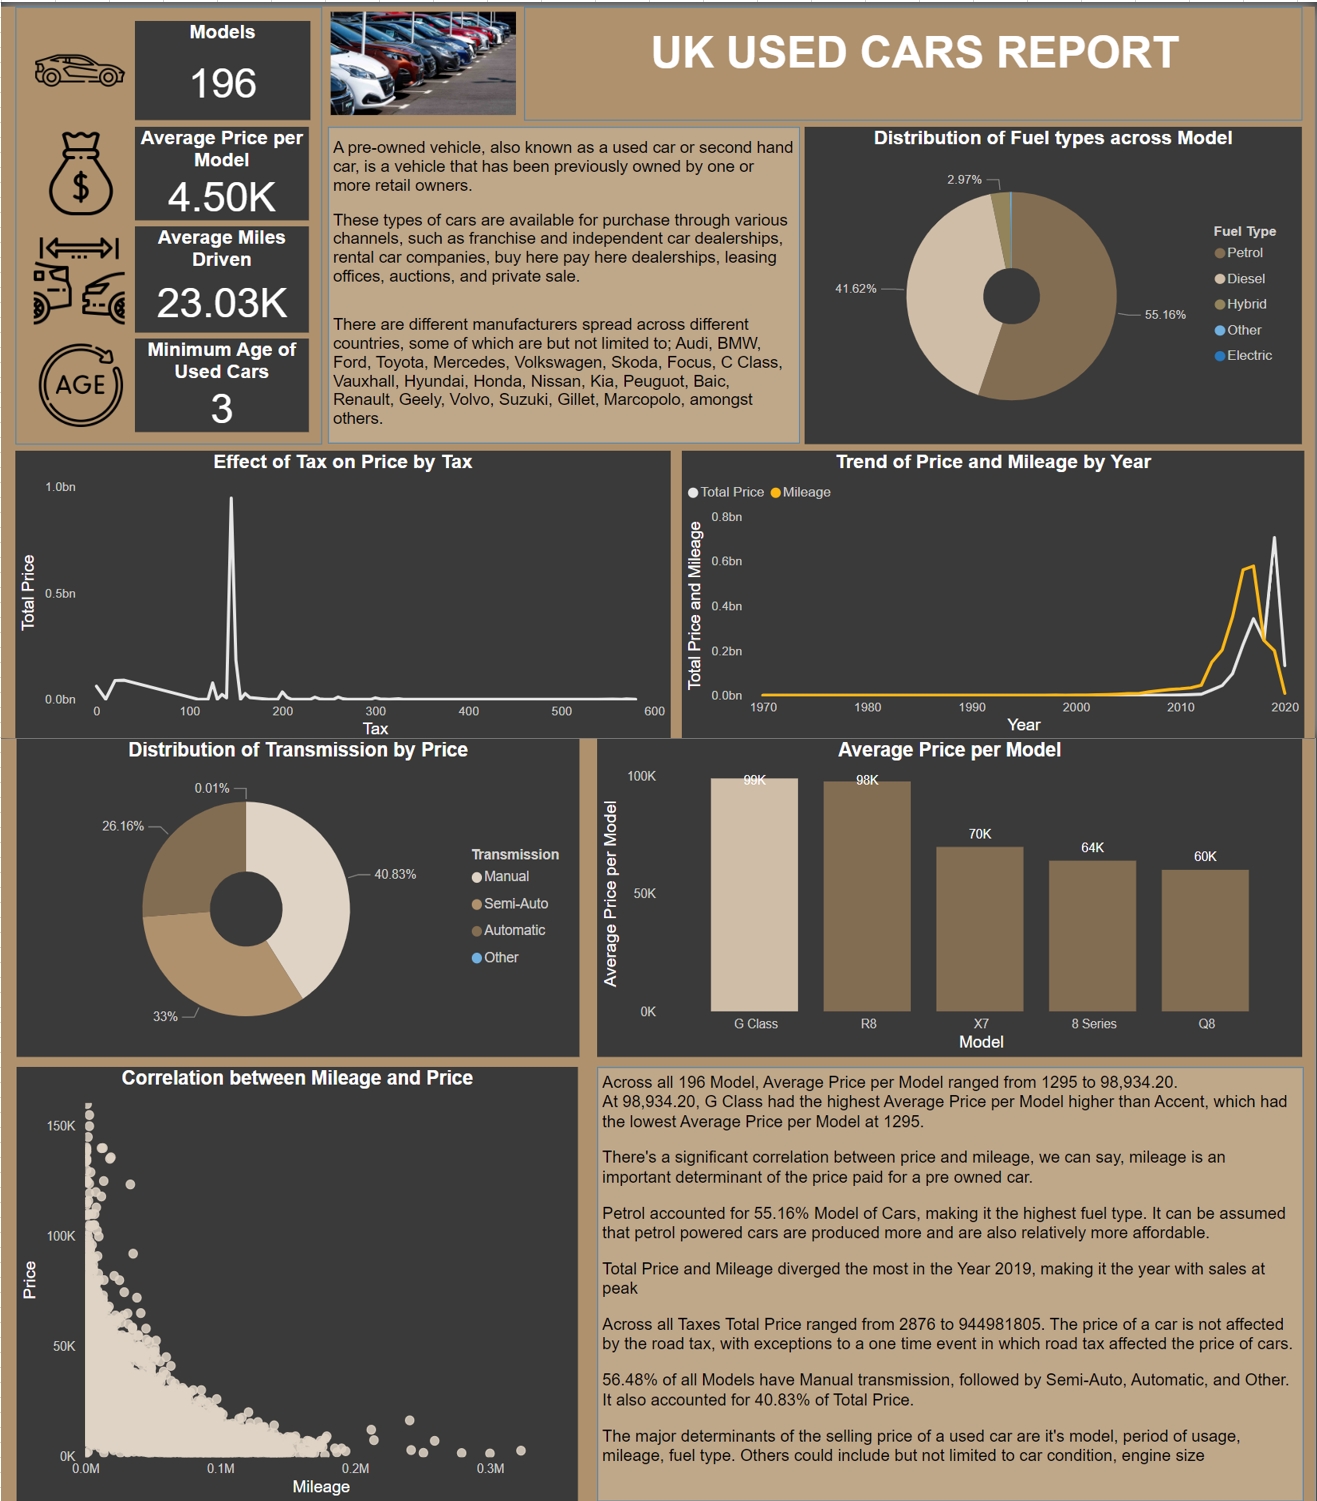 Models
196
Average Price per
Model
4.50K
Average Miles
Driven
23.03K
Minimum Age of
Used Cars
3
AGE
$
UK USED CARS REPORT
A pre-owned vehicle, also known as a used car or second hand
car, is a vehicle that has been previously owned by one or
more retail owners.
These types of cars are available for purchase through various
channels, such as franchise and independent car dealerships,
rental car companies, buy here pay here dealerships, leasing
offices, auctions, and private sale.
There are different manufacturers spread across different
countries, some of which are but not limited to; Audi, BMW,
Ford, Toyota, Mercedes, Volkswagen, Skoda, Focus, C Class,
Vauxhall, Hyundai, Honda, Nissan, Kia, Peuguot, Baic,
Renault, Geely, Volvo, Suzuki, Gillet, Marcopolo, amongst
others.
Distribution of Fuel types across Model
2.97%
41.62%
55.16%
Fuel Type
Petrol
Diesel
Hybrid
Other
Electric
Effect of Tax on Price by Tax
Total Price
1.0bn
0.5bn
0.0bn
0 100 200 300 400 500 600
Tax
Trend of Price and Mileage by Year
Total Price Mileage
Total Price and Mileage
0.8bn
0.6bn
0.4bn
0.2bn
0.0bn
1970 1980 1990 2000 2010 2020
Year
Distribution of Transmission by Price
0.01%
26.16%
40.83%
33%
Transmission
Manual
Semi-Auto
Automatic
Other
Average Price per Model
Average Price per Model
100K
50K
0K
99K 98K 70K 64K 60K
G Class R8 X7 8 Series Q8
Model
Correlation between Mileage and Price
Price
150K
100K
50K
0K
0.0M 0.1M 0.2M 0.3M
Mileage
Across all 196 Model, Average Price per Model ranged from 1295 to 98,934.20.
At 98,934.20, G Class had the highest Average Price per Model higher than Accent, which had
the lowest Average Price per Model at 1295.
There's a significant correlation between price and mileage, we can say, mileage is an
important determinant of the price paid for a pre owned car.
Petrol accounted for 55.16% Model of Cars, making it the highest fuel type. It can be assumed
that petrol powered cars are produced more and are also relatively more affordable.
Total Price and Mileage diverged the most in the Year 2019, making it the year with sales at
peak
Across all Taxes Total Price ranged from 2876 to 944981805. The price of a car is not affected
by the road tax, with exceptions to a one time event in which road tax affected the price of cars.
56.48% of all Models have Manual transmission, followed by Semi-Auto, Automatic, and Other.
It also accounted for 40.83% of Total Price.
The major determinants of the selling price of a used car are it's model, period of usage,
mileage, fuel type. Others could include but not limited to car condition, engine size